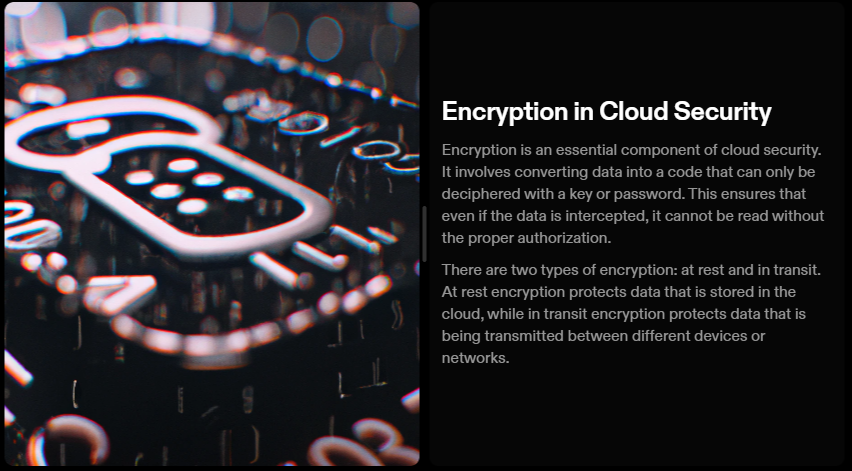 Encryption in Cloud Security
Encryption is an essential component of cloud security.
It involves converting data into a code that can only be
deciphered with a key or password. This ensures that
even if the data is intercepted, it cannot be read without
the proper authorization.
There are two types of encryption: at rest and in transit.
At rest encryption protects data that is stored in the
cloud, while in transit encryption protects data that is
being transmitted between different devices or
networks.